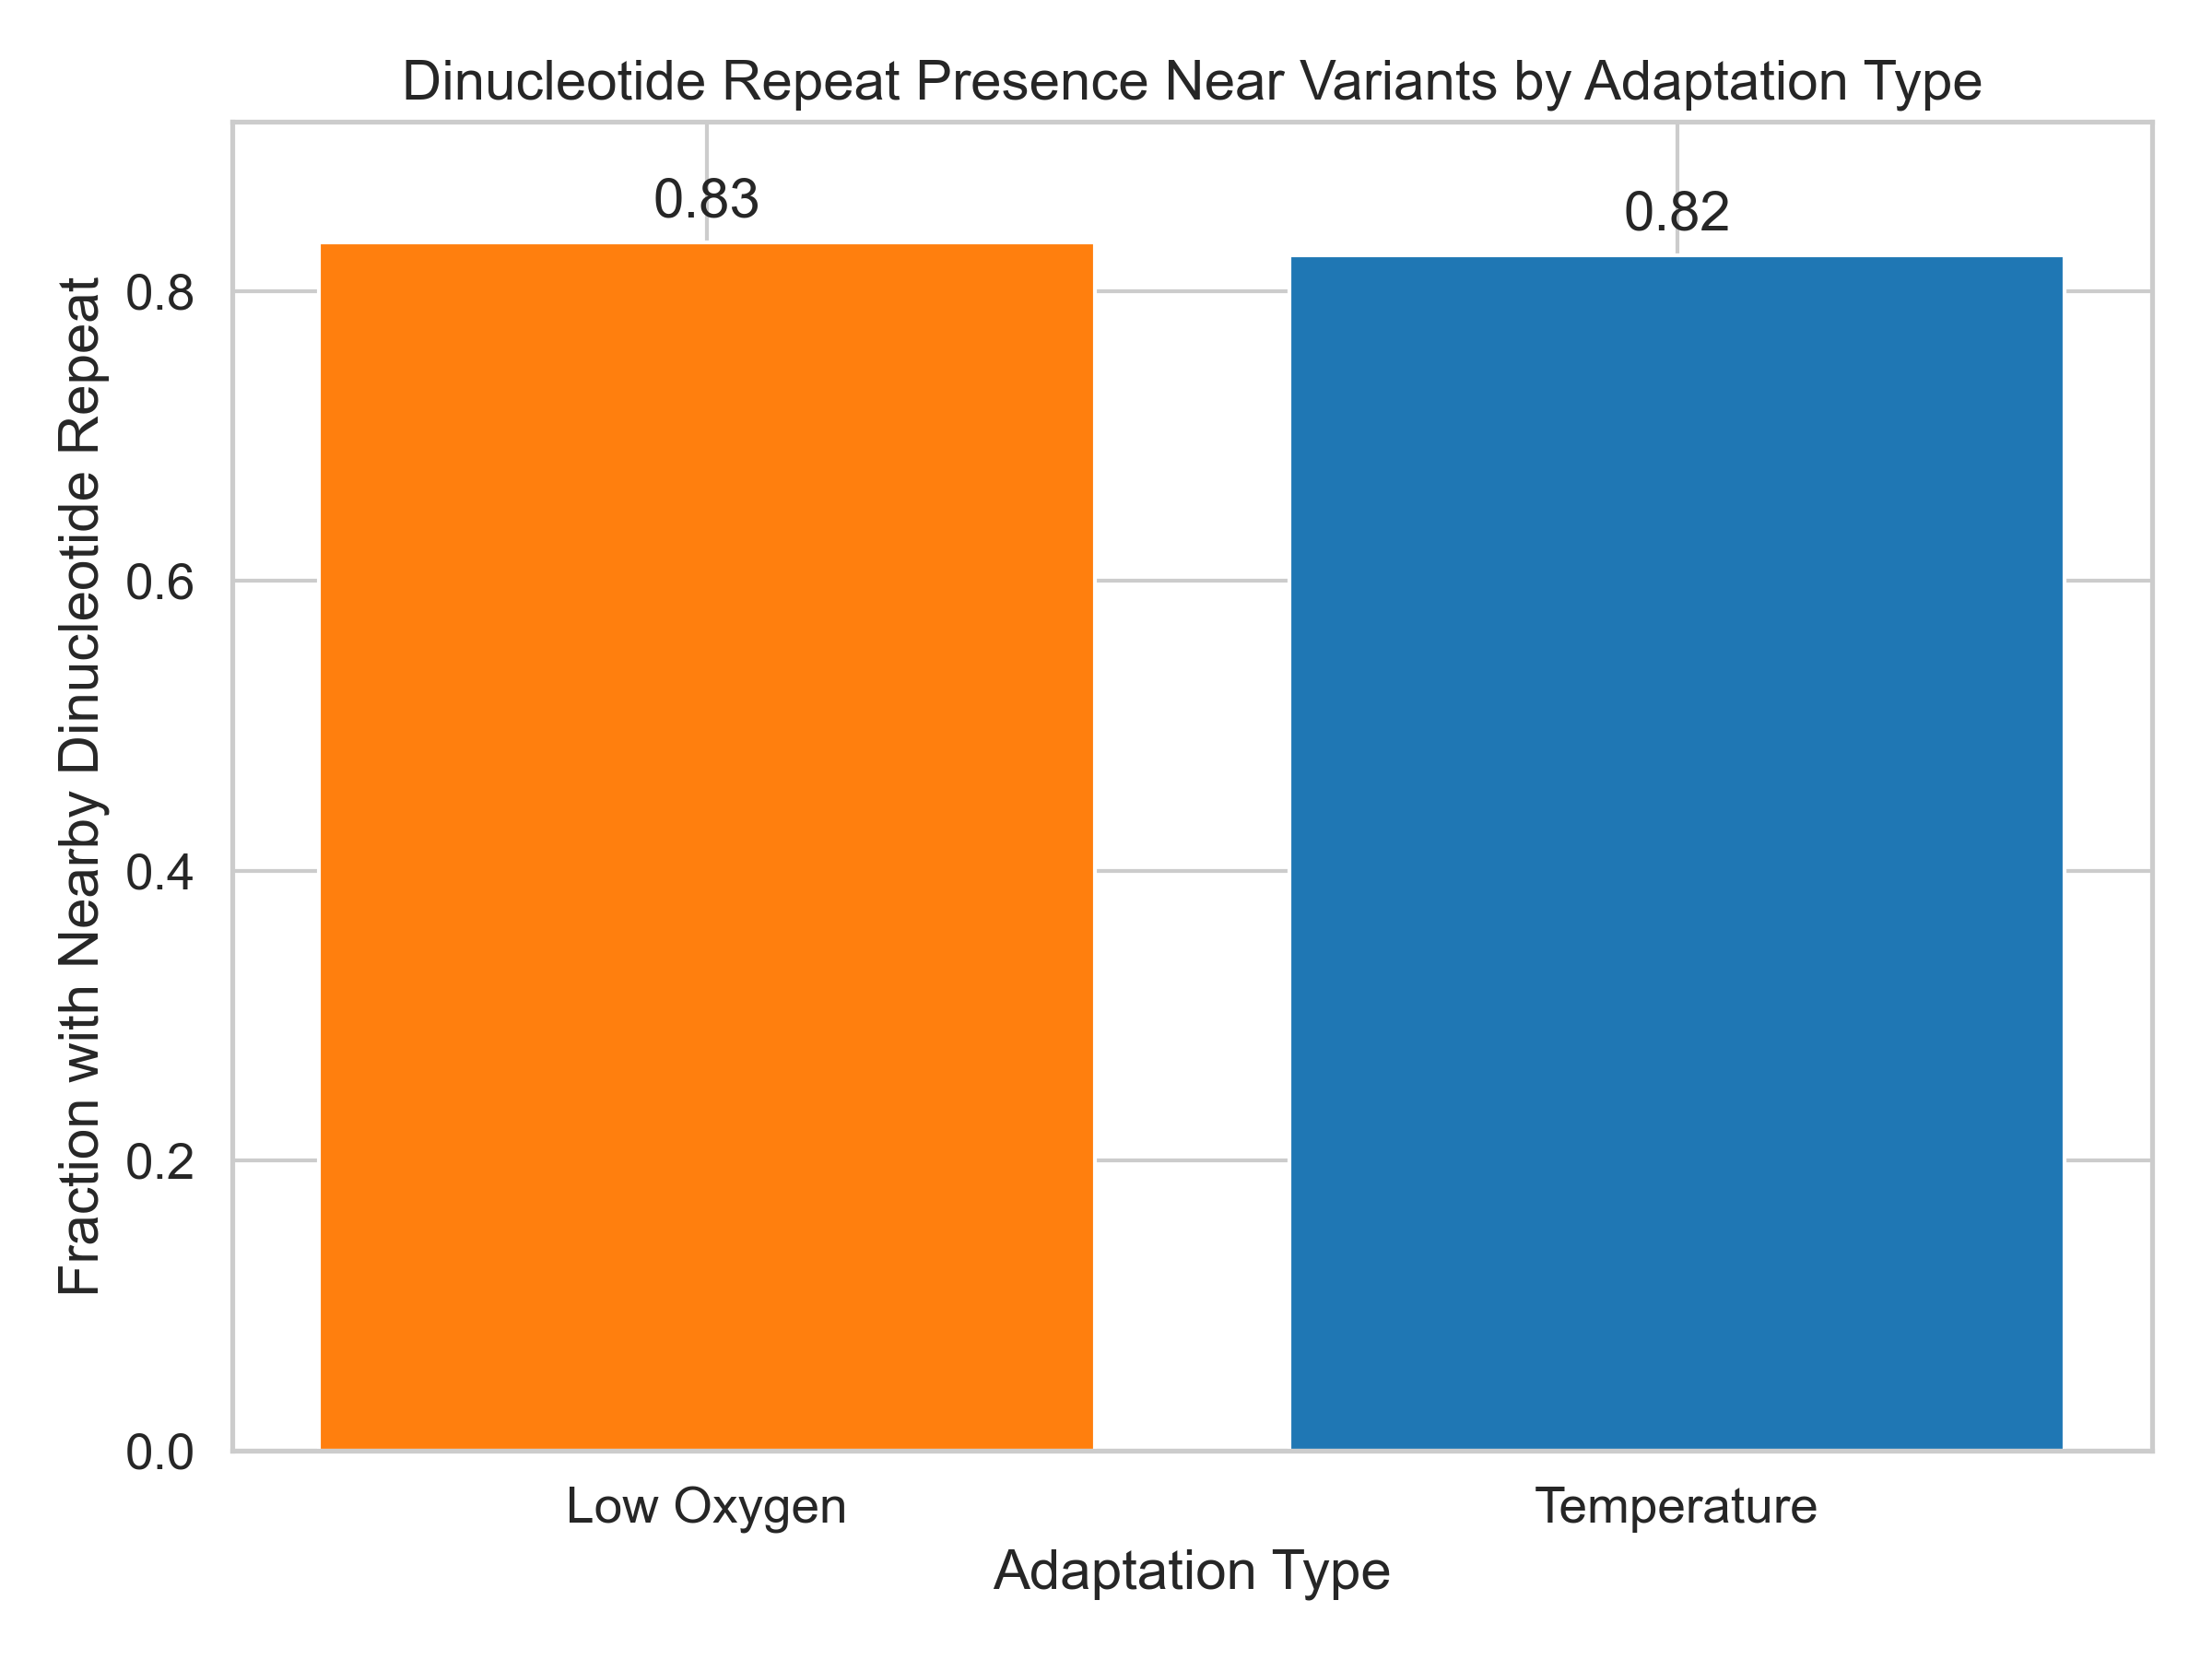 Dinucleotide Repeat Presence Near Variants by Adaptation Type
Fraction with Nearby Dinucleotide Repeat
0.8
0.6
0.4
0.2
0.0
0.83
0.82
Low Oxygen
Temperature
Adaptation Type